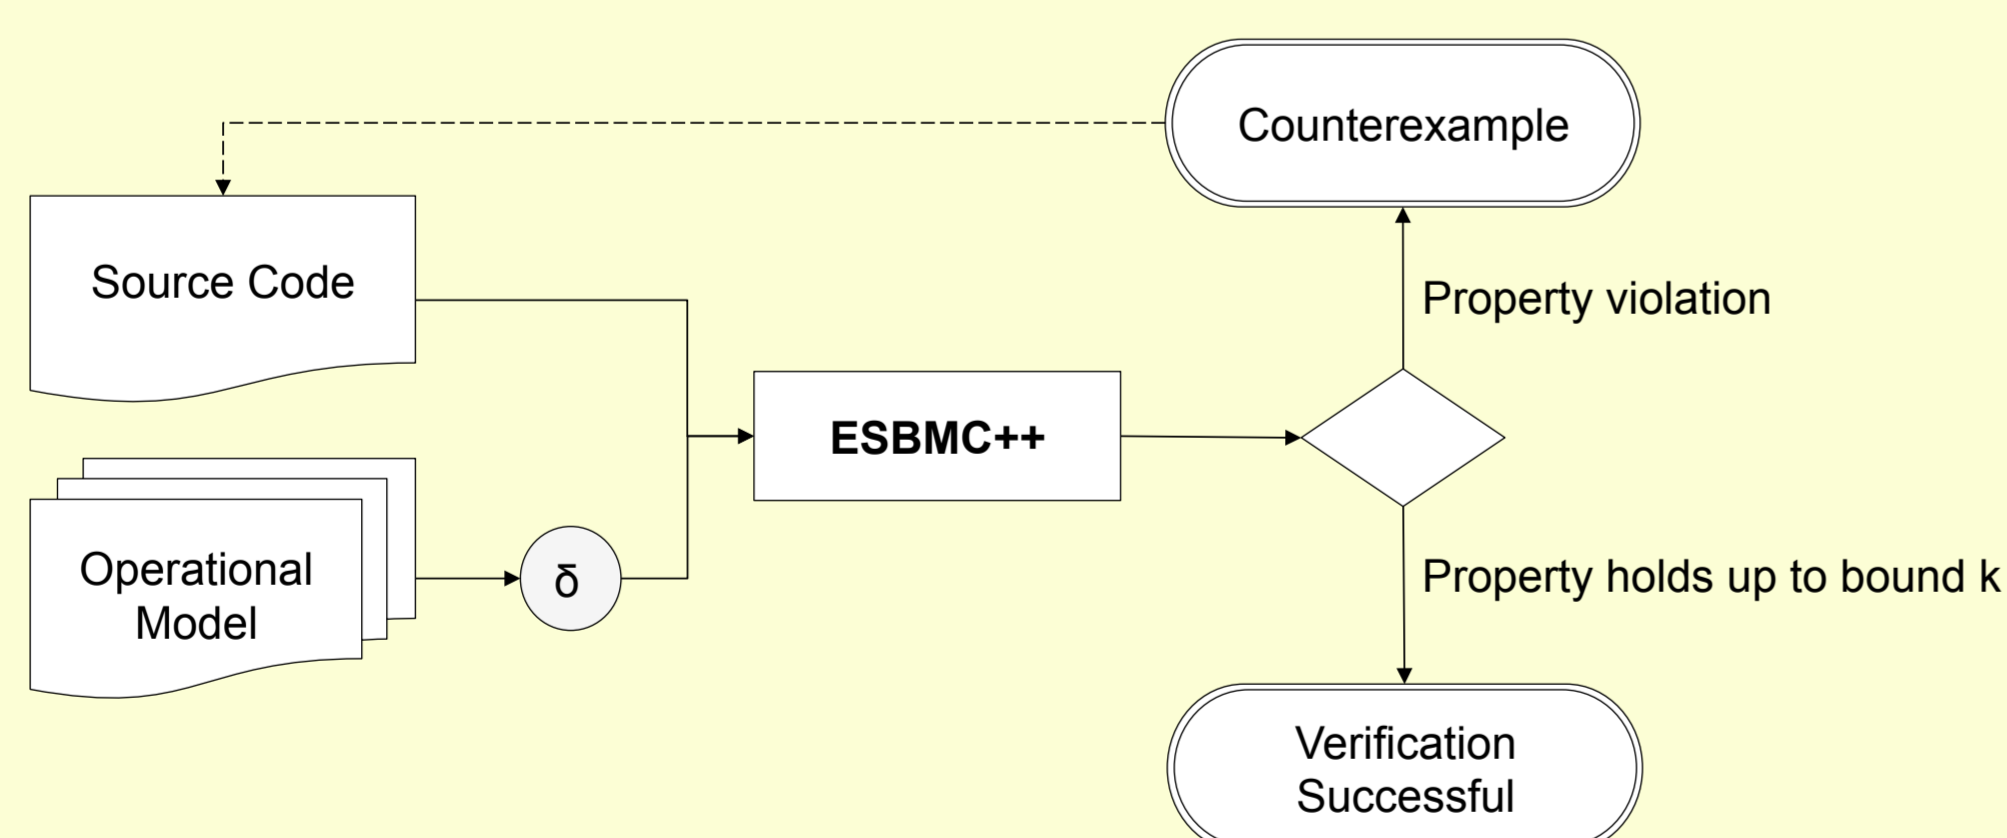 Counterexample
Source Code
Property violation
ESBMC++
Operational
Model
δ
Property holds up to bound k
Verification
Successful